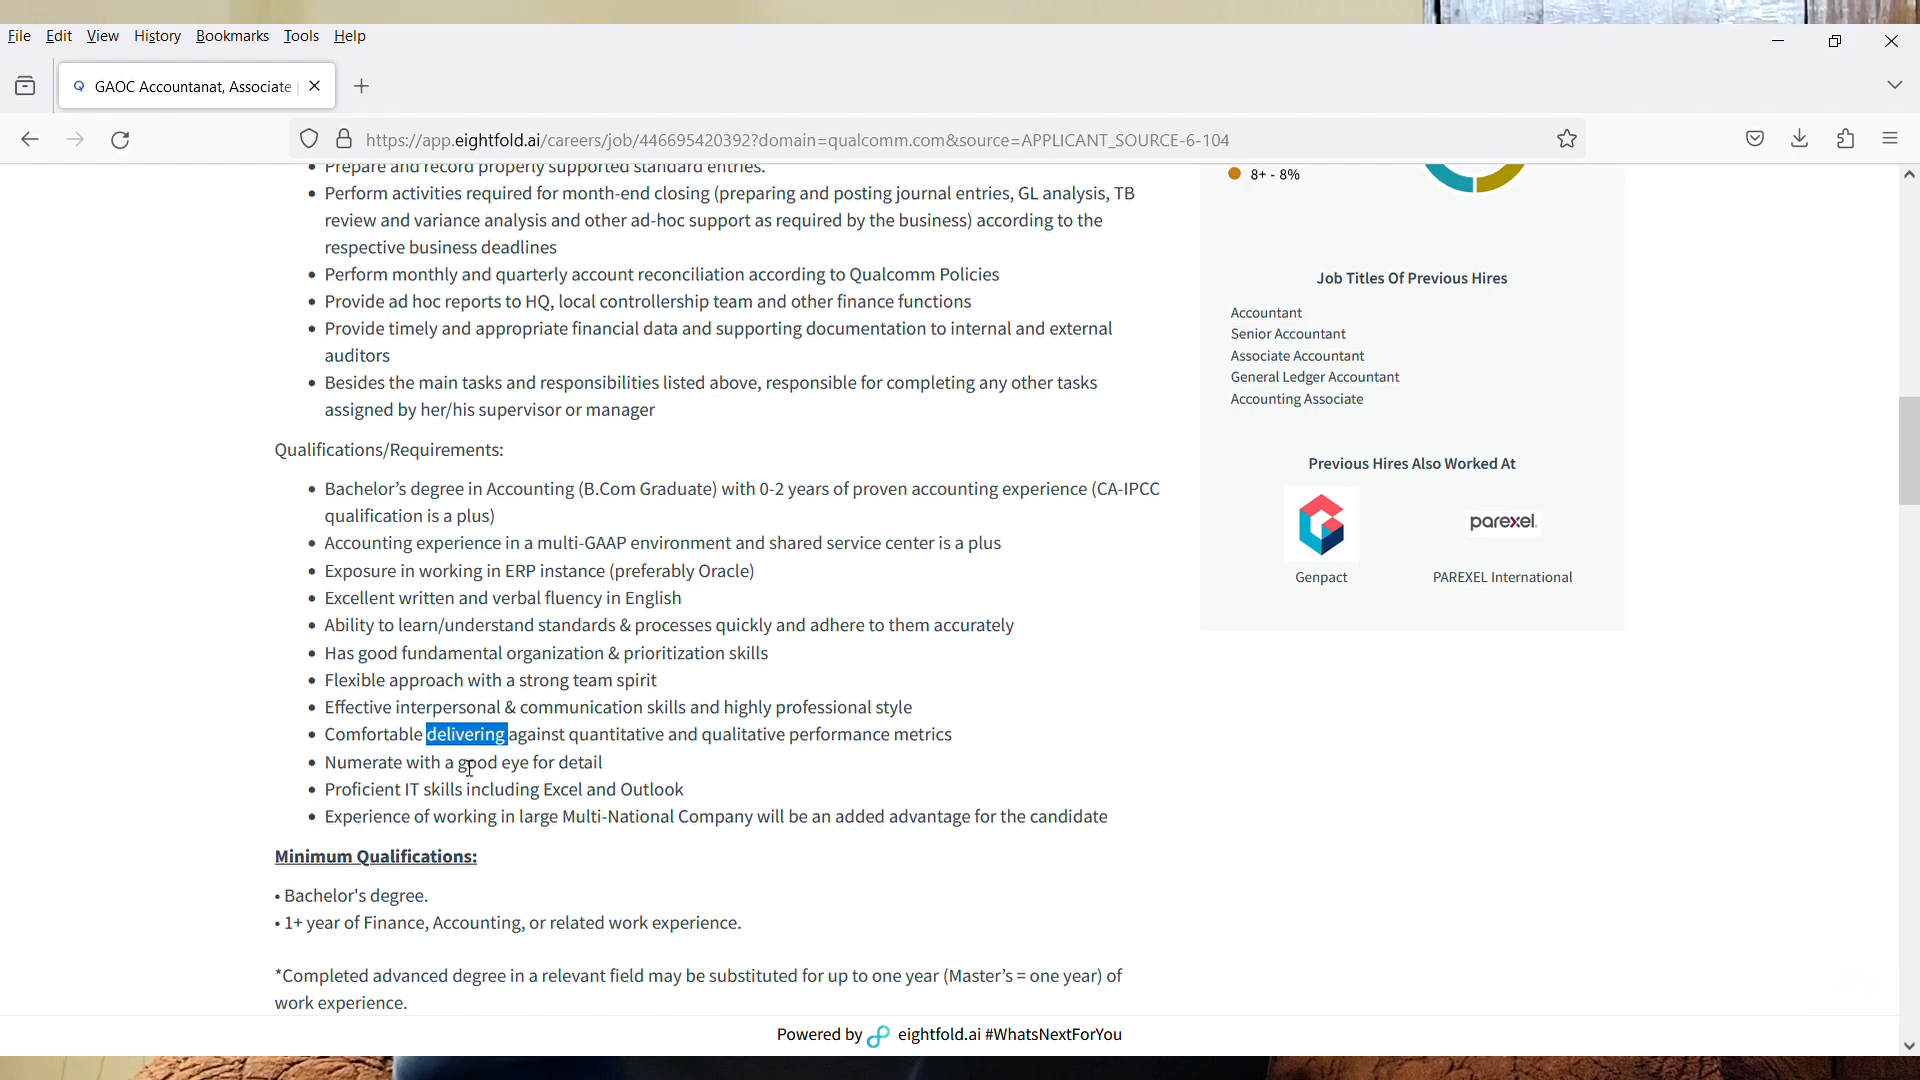 File Edit View History Bookmarks Tools Help
GAOC Accountanat, Associate |
https://app.eightfold.ai/careers/job/446695420392?domain=qualcomm.com&source=APPLICANT_SOURCE-6-104
Prepare and record properly supported standard entries.
Perform activities required for month-end closing (preparing and posting journal entries, GL analysis, TB
review and variance analysis and other ad-hoc support as required by the business) according to the
respective business deadlines
Perform monthly and quarterly account reconciliation according to Qualcomm Policies
Provide ad hoc reports to HQ, local controllership team and other finance functions
Provide timely and appropriate financial data and supporting documentation to internal and external
auditors
Besides the main tasks and responsibilities listed above, responsible for completing any other tasks
assigned by her/his supervisor or manager
Qualifications/Requirements:
Bachelor’s degree in Accounting (B.Com Graduate) with 0-2 years of proven accounting experience (CA-IPCC
qualification is a plus)
Accounting experience in a multi-GAAP environment and shared service center is a plus
Exposure in working in ERP instance (preferably Oracle)
Excellent written and verbal fluency in English
Ability to learn/understand standards & processes quickly and adhere to them accurately
Has good fundamental organization & prioritization skills
Flexible approach with a strong team spirit
Effective interpersonal & communication skills and highly professional style
Comfortable delivering against quantitative and qualitative performance metrics
Numerate with a good eye for detail
Proficient IT skills including Excel and Outlook
Experience of working in large Multi-National Company will be an added advantage for the candidate
Minimum Qualifications:
• Bachelor's degree.
• 1+ year of Finance, Accounting, or related work experience.
*Completed advanced degree in a relevant field may be substituted for up to one year (Master’s = one year) of
work experience.
8+ - 8%
Job Titles Of Previous Hires
Accountant
Senior Accountant
Associate Accountant
General Ledger Accountant
Accounting Associate
Previous Hires Also Worked At
parexel.
Genpact PAREXEL International
Powered by eightfold.ai #WhatsNextForYou